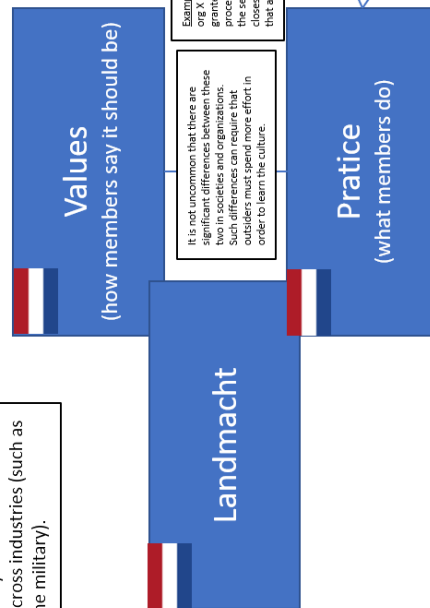 Values
(how members say it should be)
Exam
org X
grante
proce
the se
closes
that a
It is not uncommon that there are
significant differences between these
two in societies and organizations.
Such differences can require that
outsiders must spend more effort in
order to learn the culture.
Pratice
(what members do)
Landmacht
cross industries (such as
he military).